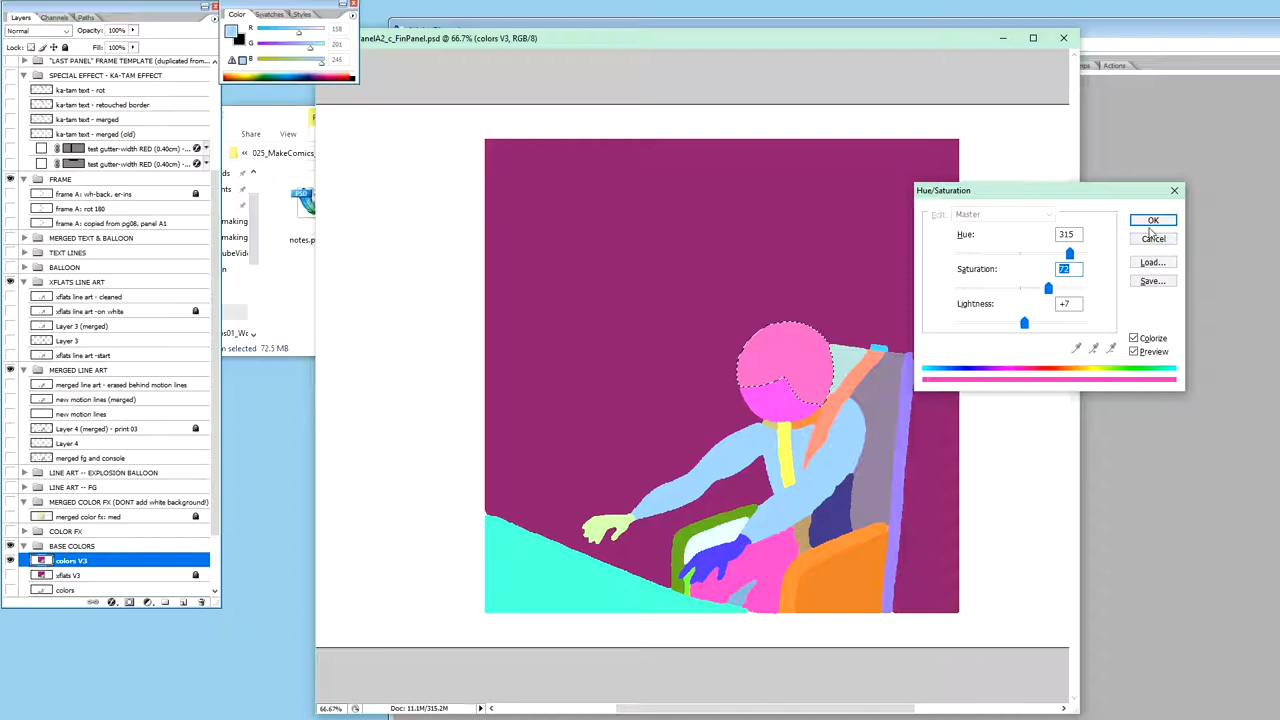 Layers Channels Paths
Normal Opacity: 100%
Lock: Fill: 100%
"LAST PANEL" FRAME TEMPLATE (duplicated from...
SPECIAL EFFECT - KA-TAM EFFECT
ka-tam text - rot
ka-tam text - retouched border
ka-tam text - merged
ka-tam text - merged (old)
test gutter-width RED (0.40cm) -...
test gutter-width RED (0.40cm) -...
FRAME
frame A: wh-back, er-ins
frame A: rot 180
frame A: copied from pg08, panel A1
MERGED TEXT & BALLOON
TEXT LINES
BALLOON
XFLATS LINE ART
xflats line art - cleaned
xflats line art -on white
Layer 3 (merged)
Layer 3
xflats line art -start
MERGED LINE ART
merged line art - erased behind motion lines
new motion lines (merged)
new motion lines
Layer 4 (merged) - print 03
Layer 4
merged fg and console
LINE ART -- EXPLOSION BALLOON
LINE ART -- FG
MERGED COLOR FX (DONT add white background!)
merged color fx: med
COLOR FX
BASE COLORS
colors V3
xflats V3
colors
Color Swatches Styles
R 158
G 201
B 245
Share View
« 025_MakeComics_
notes.p
n selected 72.5 MB
PanelA2_c_FinPanel.psd @ 66.7% (colors V3, RGB/8)
Actions
Hue/Saturation
Edit: Master
Hue: 315
Saturation: 72
Lightness: +7
OK
Cancel
Load...
Save...
Colorize
Preview
66.67% Doc: 11.1M/315.2M